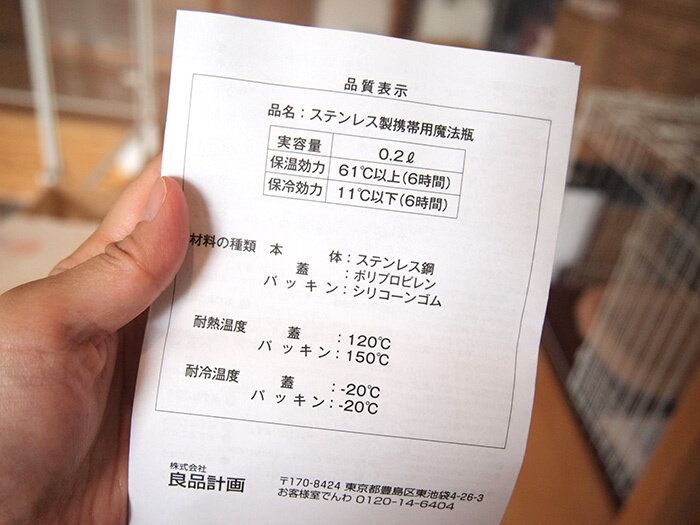 品質表示
品名：ステンレス製携帯用魔法瓶
実容量 0.2ℓ
保温効力 61℃以上(6時間)
保冷効力 11℃以下(6時間)
材料の種類 本 体：ステンレス鋼
蓋 ：ポリプロピレン
パッキン：シリコーンゴム
耐熱温度 蓋 ：120℃
パッキン：150℃
耐冷温度 蓋 ：-20℃
パッキン：-20℃
株式会社
良品計画
〒170-8424 東京都豊島区東池袋4-26-3
お客様室でんわ 0120-14-6404